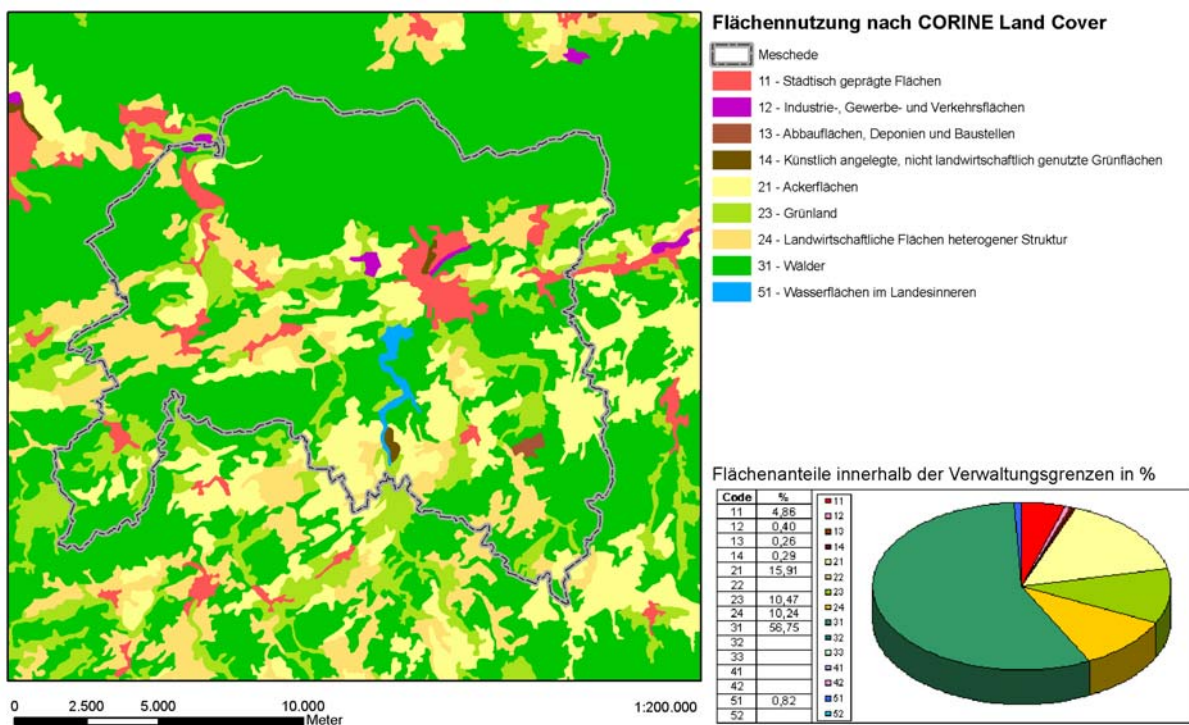 Flächennutzung nach CORINE Land Cover
Meschede
11 - Städtisch geprägte Flächen
12 - Industrie-, Gewerbe- und Verkehrsflächen
13 - Abbauflächen, Deponien und Baustellen
14 - Künstlich angelegte, nicht landwirtschaftlich genutzte Grünflächen
21 - Ackerflächen
23 - Grünland
24 - Landwirtschaftliche Flächen heterogener Struktur
31 - Wälder
51 - Wasserflächen im Landesinneren
Flächenanteile innerhalb der Verwaltungsgrenzen in %
Code %
11 4,86
12 0,40
13 0,26
14 0,29
21 15,91
22
23 10,47
24 10,24
31 56,75
32
33
41
42
51 0,82
52
11
12
13
14
21
22
23
24
31
32
33
41
42
51
52
0 2.500 5.000 10.000
Meter
1:200.000